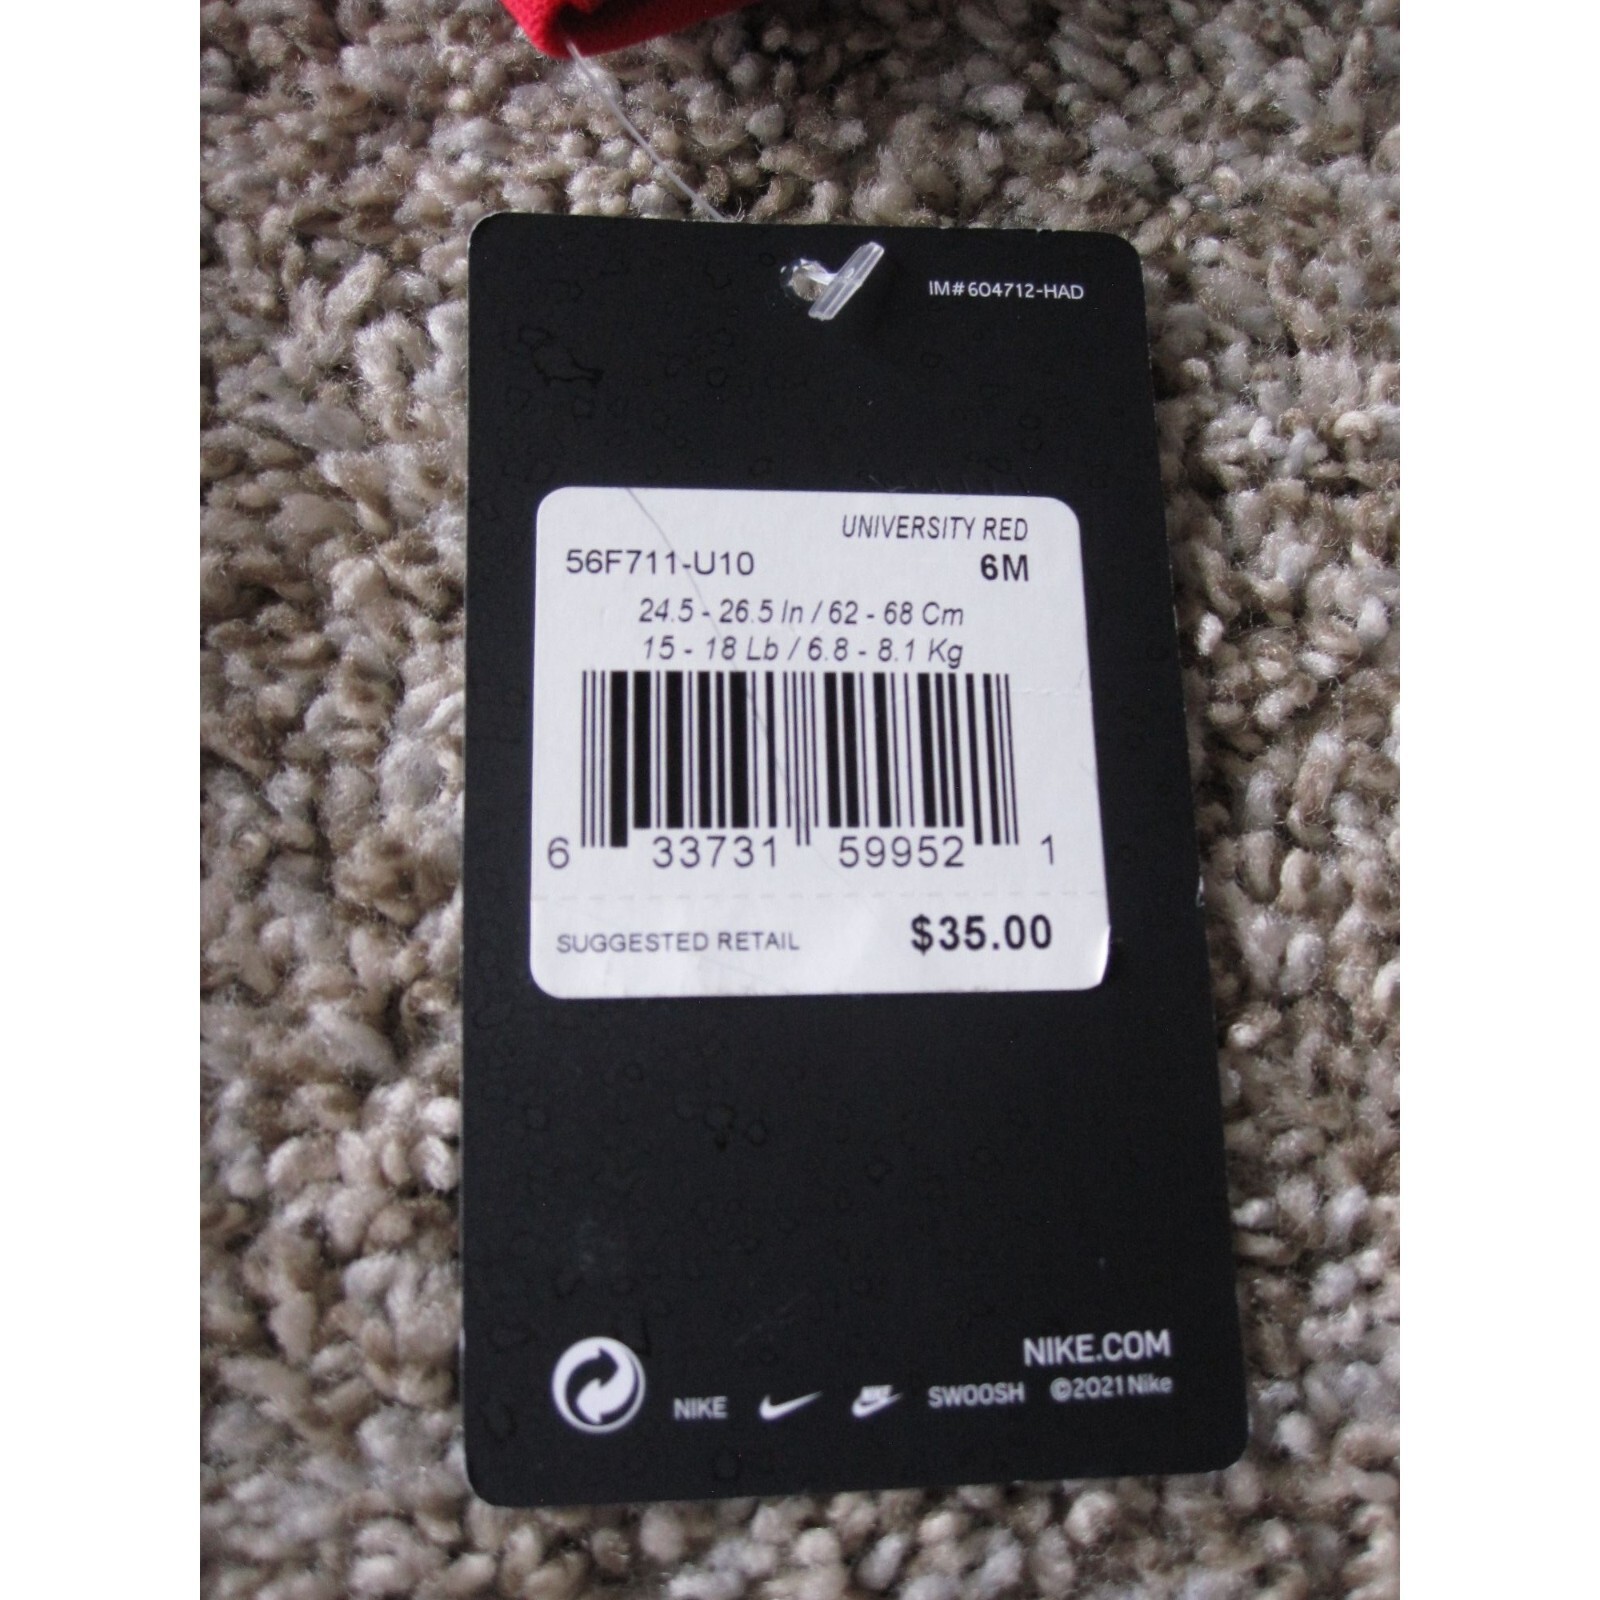 IM#604712-HAD
UNIVERSITY RED
56F711-U10 6M
24.5 - 26.5 In / 62 - 68 Cm
15 - 18 Lb / 6.8 - 8.1 Kg
6 33731 59952 1
SUGGESTED RETAIL $35.00
NIKE.COM
NIKE NIKE SWOOSH ©2021 Nike